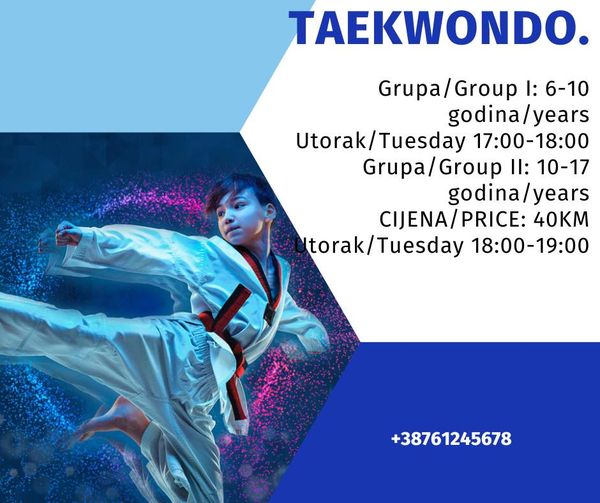 TAEKWONDO.
Grupa/Group I: 6-10
godina/years
Utorak/Tuesday 17:00-18:00
Grupa/Group II: 10-17
godina/years
CIJENA/PRICE: 40KM
Utorak/Tuesday 18:00-19:00
+38761245678